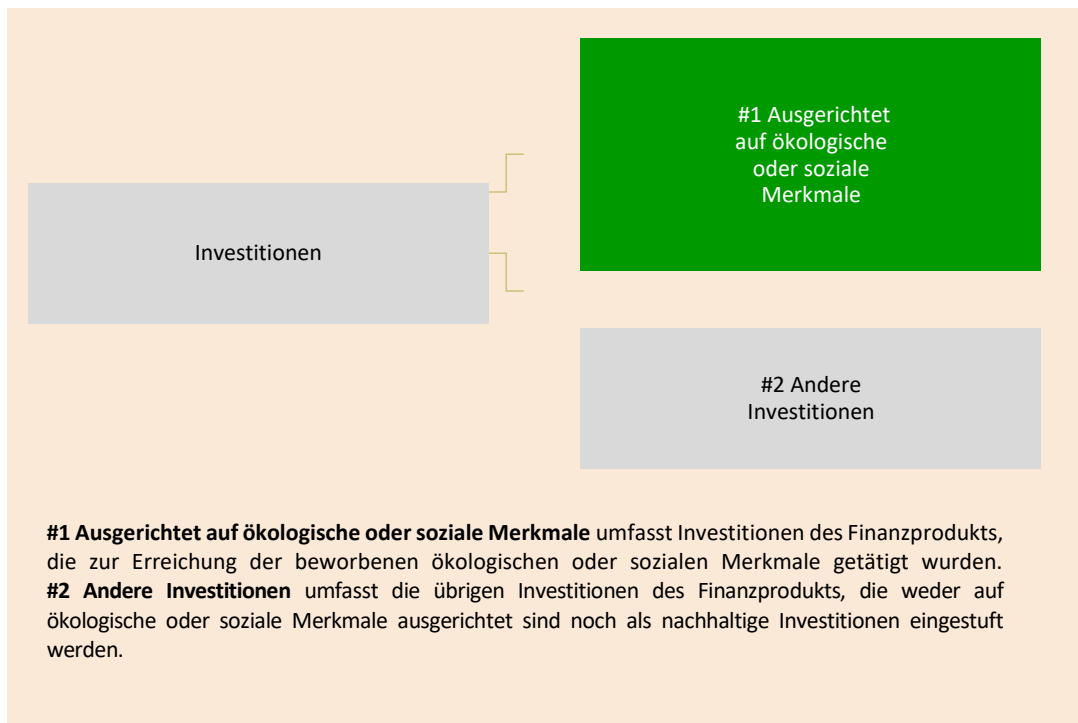 #1 Ausgerichtet
auf ökologische
oder soziale
Merkmale
Investitionen
#2 Andere
Investitionen
#1 Ausgerichtet auf ökologische oder soziale Merkmale umfasst Investitionen des Finanzprodukts,
die zur Erreichung der beworbenen ökologischen oder sozialen Merkmale getätigt wurden.
#2 Andere Investitionen umfasst die übrigen Investitionen des Finanzprodukts, die weder auf
ökologische oder soziale Merkmale ausgerichtet sind noch als nachhaltige Investitionen eingestuft
werden.